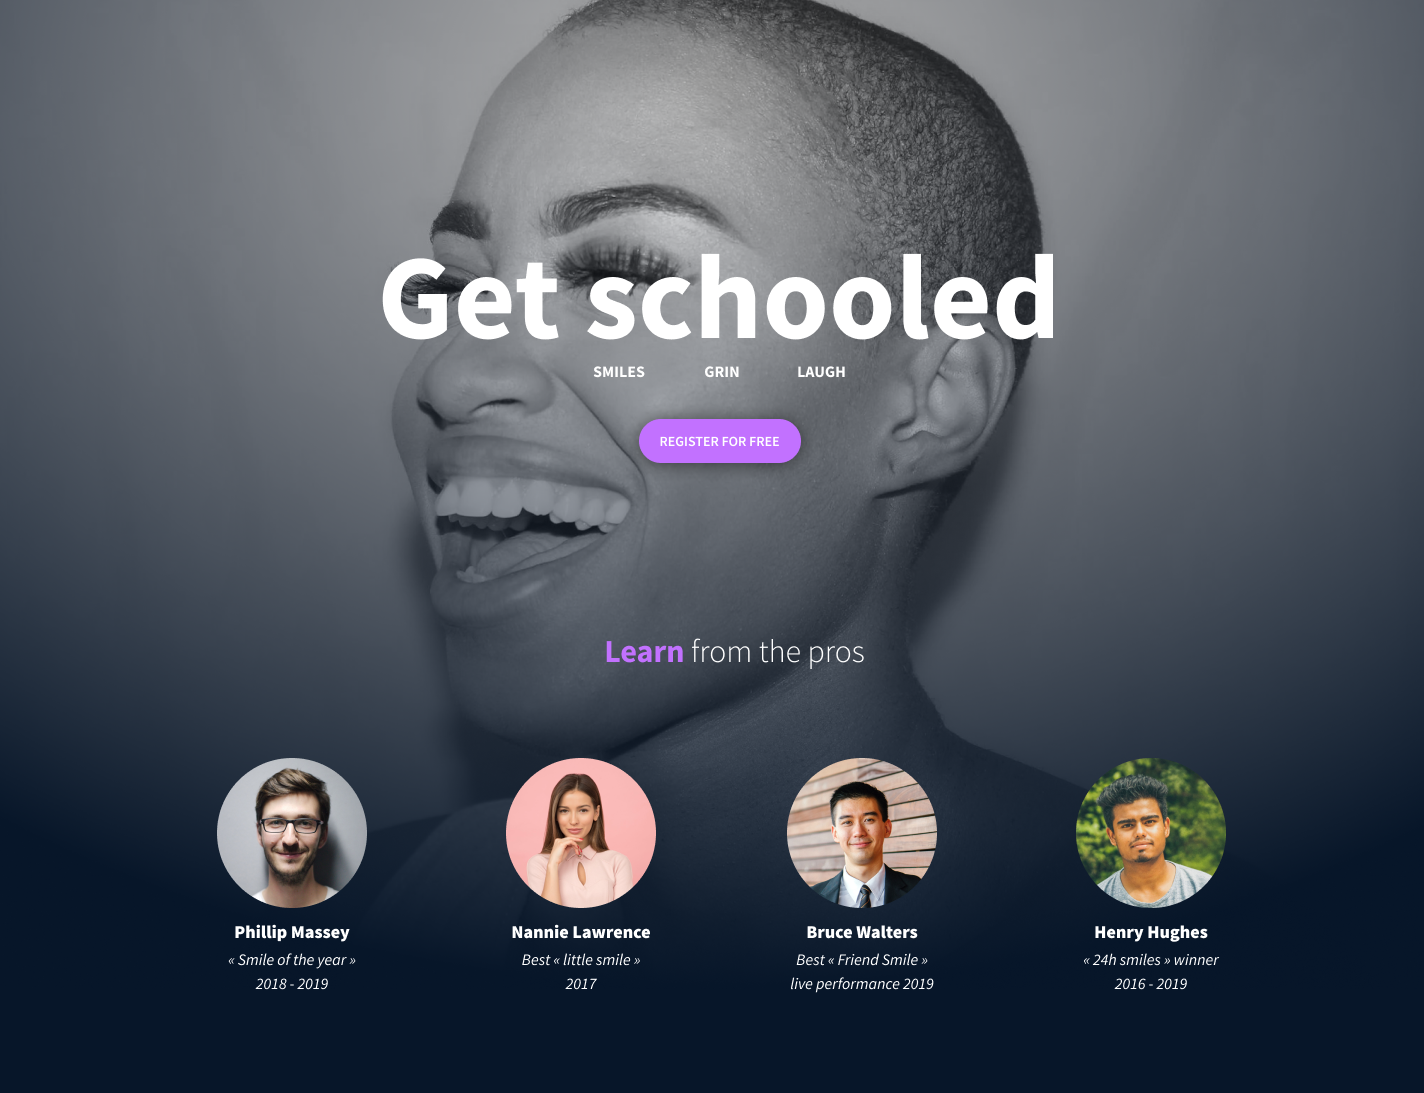 Get schooled
SMILES GRIN LAUGH
REGISTER FOR FREE
Learn from the pros
Phillip Massey
« Smile of the year »
2018 - 2019
Nannie Lawrence
Best « little smile »
2017
Bruce Walters
Best « Friend Smile »
live performance 2019
Henry Hughes
« 24h smiles » winner
2016 - 2019